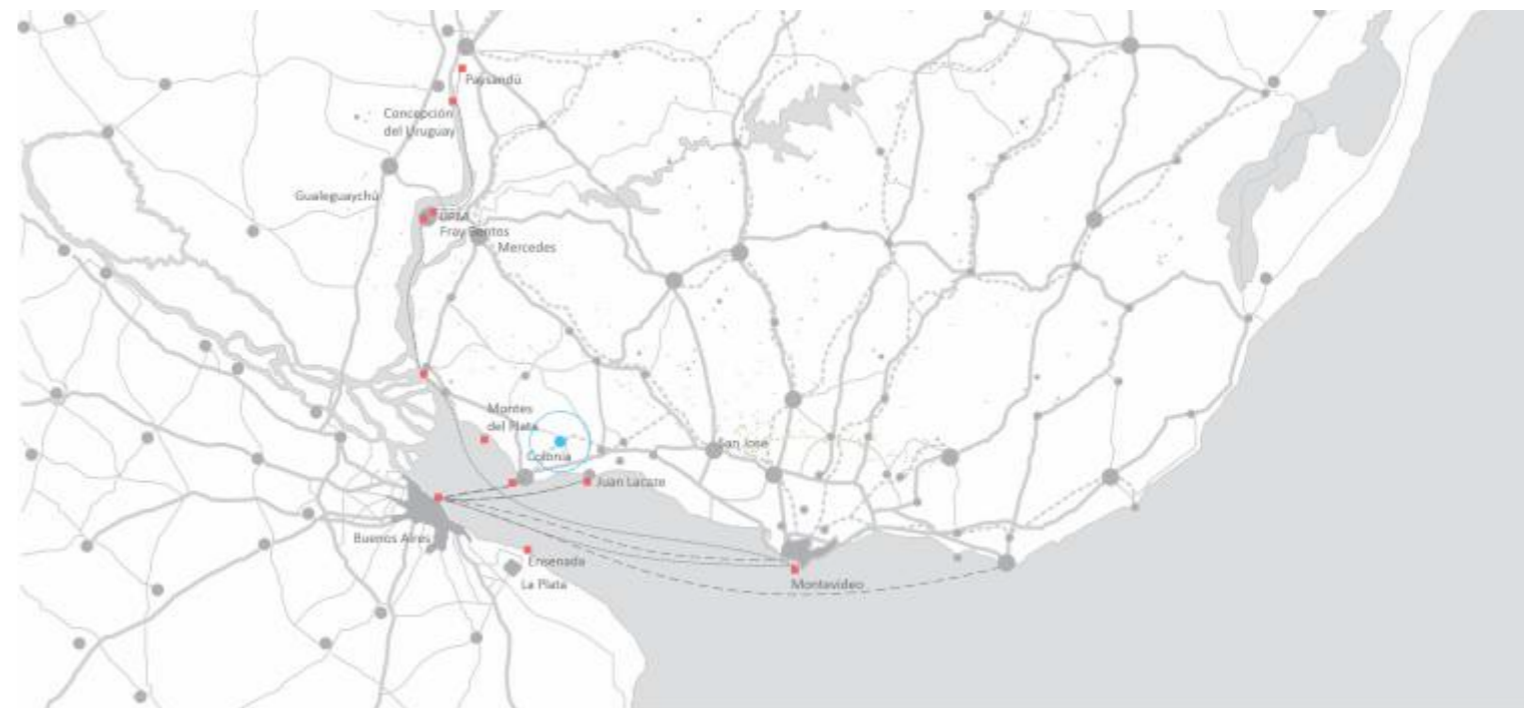 Paysandú
Concepción
del Uruguay
Gualeguaychú
UPM
Fray Bentos
Mercedes
Montes
del Plata
San José
Colonia
Juan Lacaze
Buenos Aires
Ensenada
La Plata
Montevideo